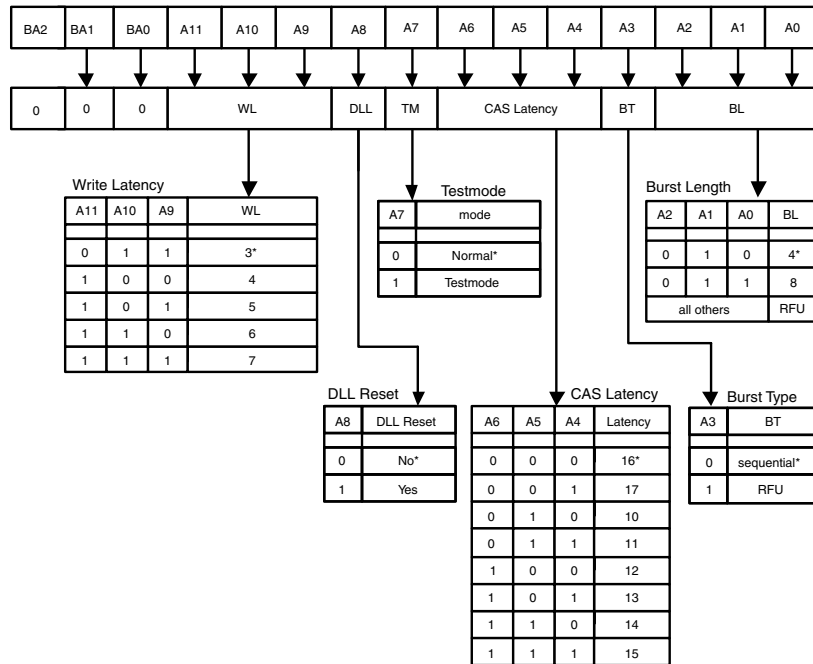 BA2 BA1 BA0 A11 A10 A9 A8 A7 A6 A5 A4 A3 A2 A1 A0
0 0 0 WL DLL TM CAS Latency BT BL
Write Latency
A11 A10 A9 WL
0 1 1 3*
1 0 0 4
1 0 1 5
1 1 0 6
1 1 1 7
Testmode
A7 mode
0 Normal*
1 Testmode
Burst Length
A2 A1 A0 BL
0 1 0 4*
0 1 1 8
all others RFU
DLL Reset
A8 DLL Reset
0 No*
1 Yes
CAS Latency
A6 A5 A4 Latency
0 0 0 16*
0 0 1 17
0 1 0 10
0 1 1 11
1 0 0 12
1 0 1 13
1 1 0 14
1 1 1 15
Burst Type
A3 BT
0 sequential*
1 RFU